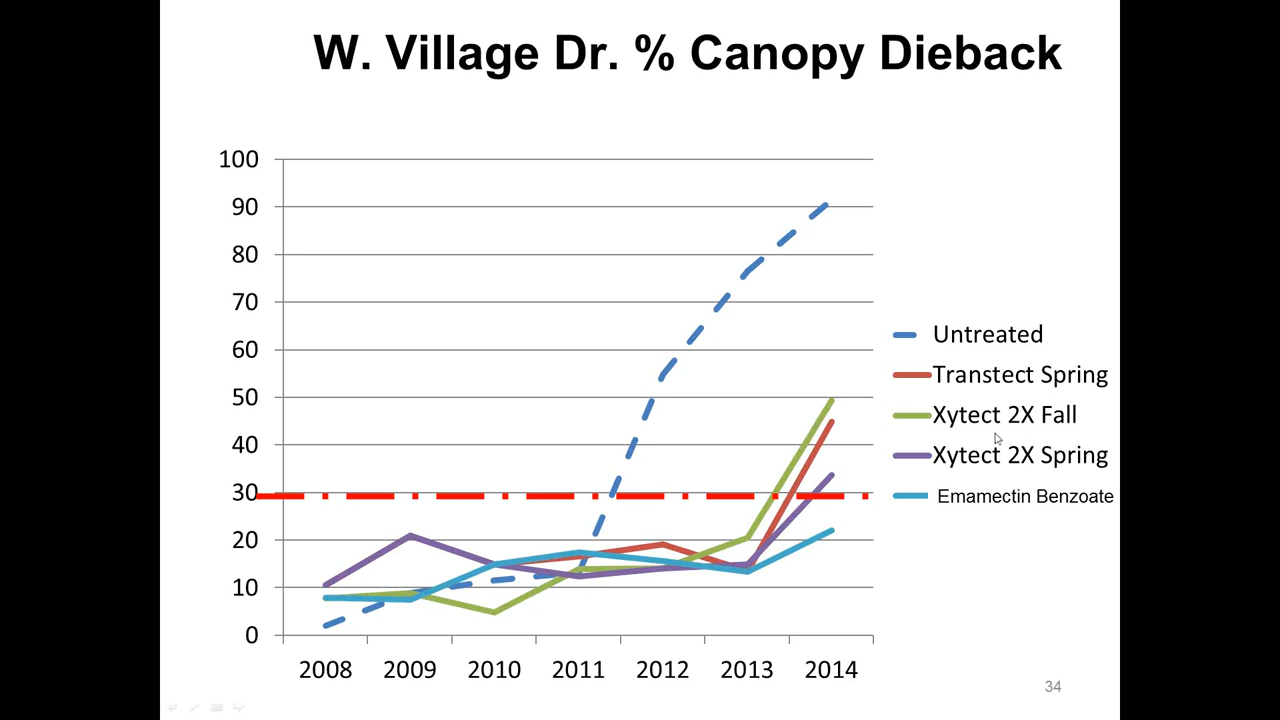 W. Village Dr. % Canopy Dieback
100
90
80
70
60
50
40
30
20
10
0
2008 2009 2010 2011 2012 2013 2014
Untreated
Transtect Spring
Xytect 2X Fall
Xytect 2X Spring
Emamectin Benzoate
34